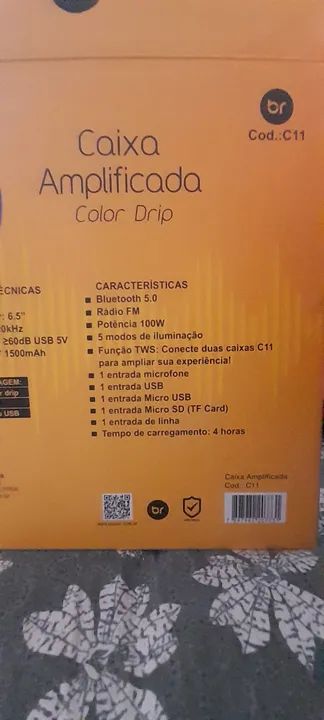 br
Cod.:C11
Caixa
Amplificada
Color Drip
ÉCNICAS
: 6.5"
0kHz
≥60dB USB 5V
1500mAh
AGEM:
r drip
USB
CARACTERÍSTICAS
Bluetooth 5.0
Rádio FM
Potência 100W
5 modos de iluminação
Função TWS: Conecte duas caixas C11
para ampliar sua experiência!
1 entrada microfone
1 entrada USB
1 entrada Micro USB
1 entrada Micro SD (TF Card)
1 entrada de linha
Tempo de carregamento: 4 horas
Caixa Amplificada
Cod.: C11
br